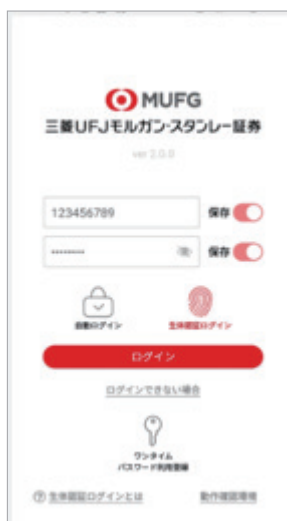 MUFG
三菱UFJモルガン・スタンレー証券
ver 2.0.0
123456789
保存
--------
保存
自動ログイン
生体認証ログイン
ログイン
ログインできない場合
ワンタイム
パスワード利用登録
? 生体認証ログインとは
動作確認環境